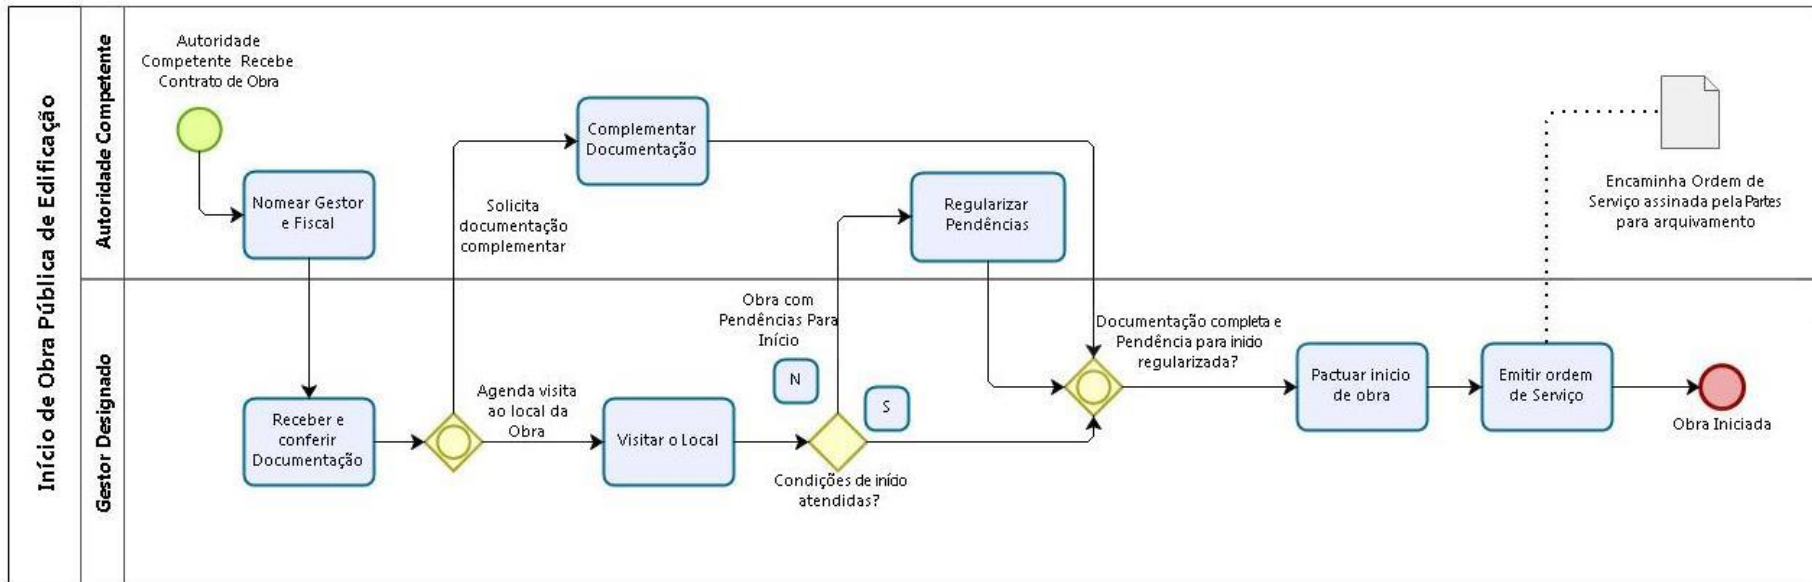 Início de Obra Pública de Edificação
Autoridade Competente
Autoridade
Competente Recebe
Contrato de Obra
Nomear Gestor
e Fiscal
Complementar
Documentação
Solicita
documentação
complementar
Regularizar
Pendências
Encaminha Ordem de
Serviço assinada pela Partes
para arquivamento
Gestor Designado
Receber e
conferir
Documentação
Agenda visita
ao local da
Obra
Visitar o Local
Obra com
Pendências Para
Início
N
S
Condições de início
atendidas?
Documentação completa e
Pendência para inicio
regularizada?
Pactuar inicio
de obra
Emitir ordem
de Serviço
Obra Iniciada